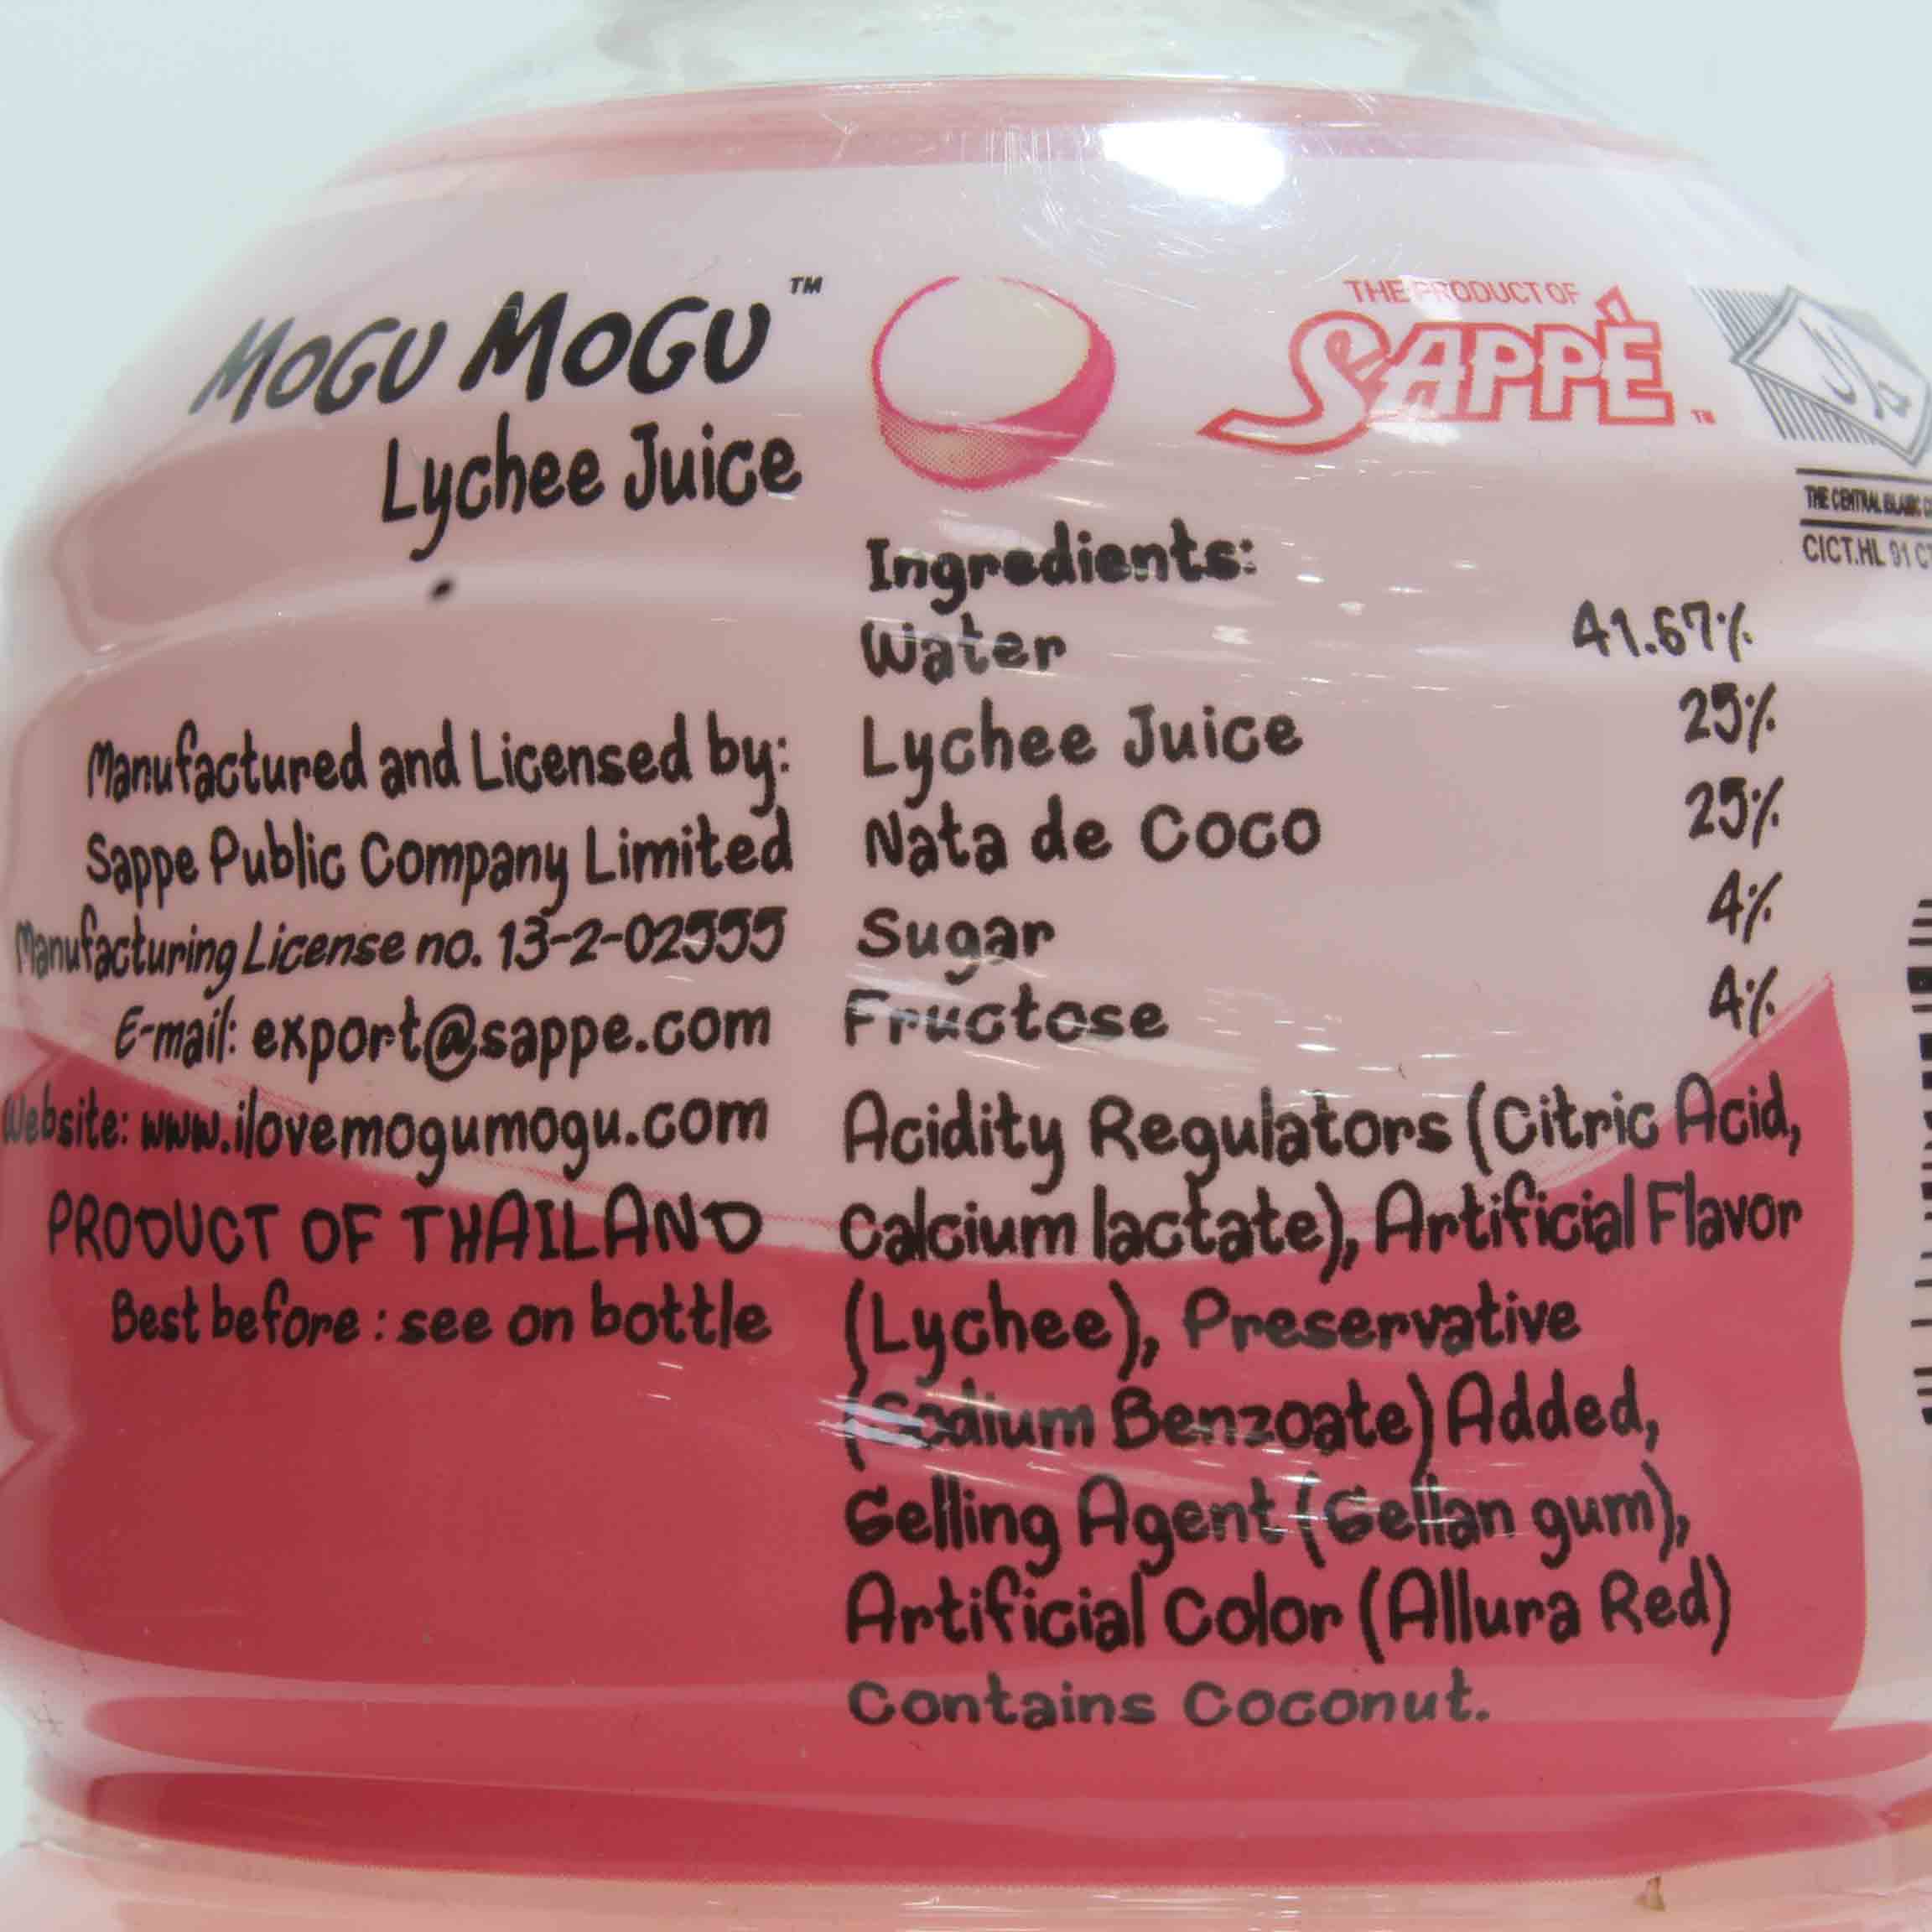 MOGU MOGU™
Lychee Juice
Manufactured and Licensed by:
Sappe Public Company Limited
Manufacturing License no. 13-2-02555
E-mail: export@sappe.com
Website: www.ilovemogumogu.com
PRODUCT OF THAILAND
Best before : see on bottle
THE PRODUCT OF
SAPPÉ™
THE CENTRAL ISLAMIC
CICT.HL 91
Ingredients:
Water 41.67%
Lychee Juice 25%
Nata de Coco 25%
Sugar 4%
Fructose 4%
Acidity Regulators (Citric Acid,
Calcium lactate), Artificial Flavor
(Lychee), Preservative
(Sodium Benzoate) Added,
Gelling Agent (Gellan gum),
Artificial Color (Allura Red)
Contains Coconut.